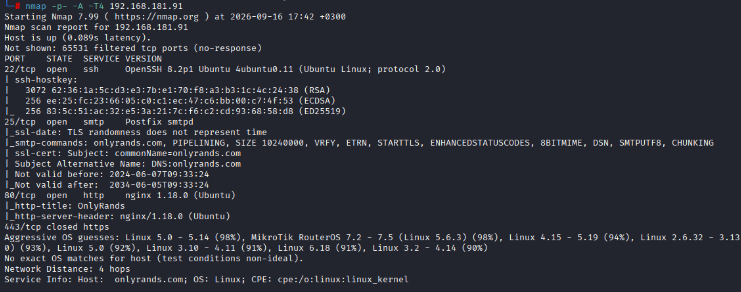 └─■ nmap -p- -A -T4 192.168.181.91
Starting Nmap 7.99 ( https://nmap.org ) at 2026-09-16 17:42 +0300
Nmap scan report for 192.168.181.91
Host is up (0.089s latency).
Not shown: 65531 filtered tcp ports (no-response)
PORT    STATE  SERVICE VERSION
22/tcp  open   ssh     OpenSSH 8.2p1 Ubuntu 4ubuntu0.11 (Ubuntu Linux; protocol 2.0)
| ssh-hostkey:
|   3072 62:36:1a:5c:d3:e3:7b:e1:70:f8:a3:b3:1c:4c:24:38 (RSA)
|   256 ee:25:fc:23:66:05:c0:c1:ec:47:c6:bb:00:c7:4f:53 (ECDSA)
|_  256 83:5c:51:ac:32:e5:3a:21:7c:f6:c2:cd:93:68:58:d8 (ED25519)
25/tcp  open   smtp    Postfix smtpd
|_ssl-date: TLS randomness does not represent time
|_smtp-commands: onlyrands.com, PIPELINING, SIZE 10240000, VRFY, ETRN, STARTTLS, ENHANCEDSTATUSCODES, 8BITMIME, DSN, SMTPUTF8, CHUNKING
| ssl-cert: Subject: commonName=onlyrands.com
| Subject Alternative Name: DNS:onlyrands.com
| Not valid before: 2024-06-07T09:33:24
|_Not valid after:  2034-06-05T09:33:24
80/tcp  open   http    nginx 1.18.0 (Ubuntu)
|_http-title: OnlyRands
|_http-server-header: nginx/1.18.0 (Ubuntu)
443/tcp closed https
Aggressive OS guesses: Linux 5.0 - 5.14 (98%), MikroTik RouterOS 7.2 - 7.5 (Linux 5.6.3) (98%), Linux 4.15 - 5.19 (94%), Linux 2.6.32 - 3.13
0) (93%), Linux 5.0 (92%), Linux 3.10 - 4.11 (91%), Linux 6.18 (91%), Linux 3.2 - 4.14 (90%)
No exact OS matches for host (test conditions non-ideal).
Network Distance: 4 hops
Service Info: Host:  onlyrands.com; OS: Linux; CPE: cpe:/o:linux:linux_kernel